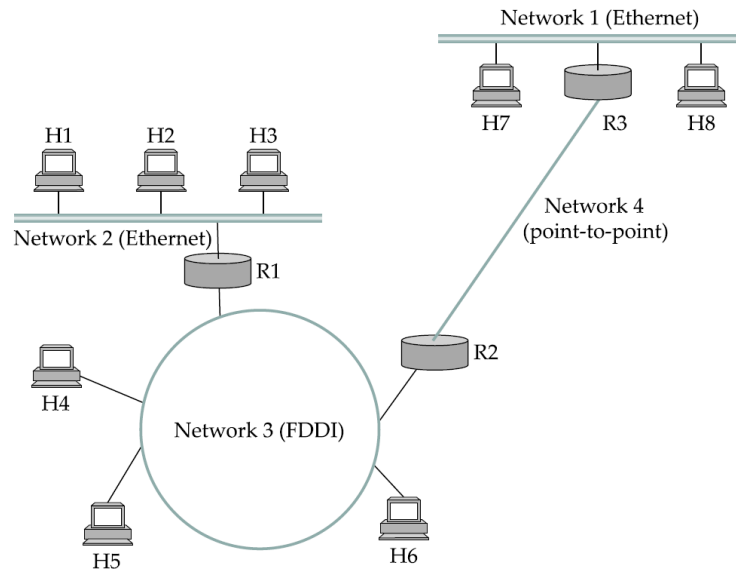 Network 1 (Ethernet)
H7
R3
H8
H1
H2
H3
Network 2 (Ethernet)
R1
Network 4
(point-to-point)
R2
H4
Network 3 (FDDI)
H5
H6